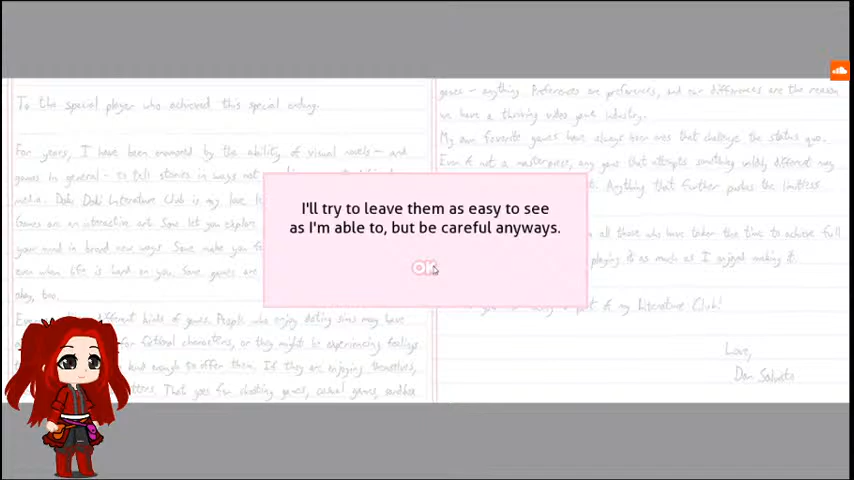 To the special player who achieved this special ending.
For years, I have been enamored by the ability of visual novels - and
games in general - to tell stories in ways not
media. Doki Doki Literature Club is my love
Games are an interactive art. Some let you explore
your mind in brand new ways. Some make you
even when life is hard on you. Some games are
okay, too.
different kinds of games. People who enjoy dating sims may have
for fictional characters, or they might be experiencing feelings
kind enough to offer them. If they are enjoying themselves,
That goes for shooting games, casual games, sandbox
games - anything. Preferences are preferences, and our differences are the reason
we have a thriving video game industry.
My own favorite games have always been ones that challenge the status quo.
Even if not a masterpiece, any game that attempts something wildly different may
Anything that further pushes the limitless
all those who have taken the time to achieve full
playing it as much as I enjoyed making it.
my Literature Club!
Love,
Dan Salvato
I'll try to leave them as easy to see
as I'm able to, but be careful anyways.
OK